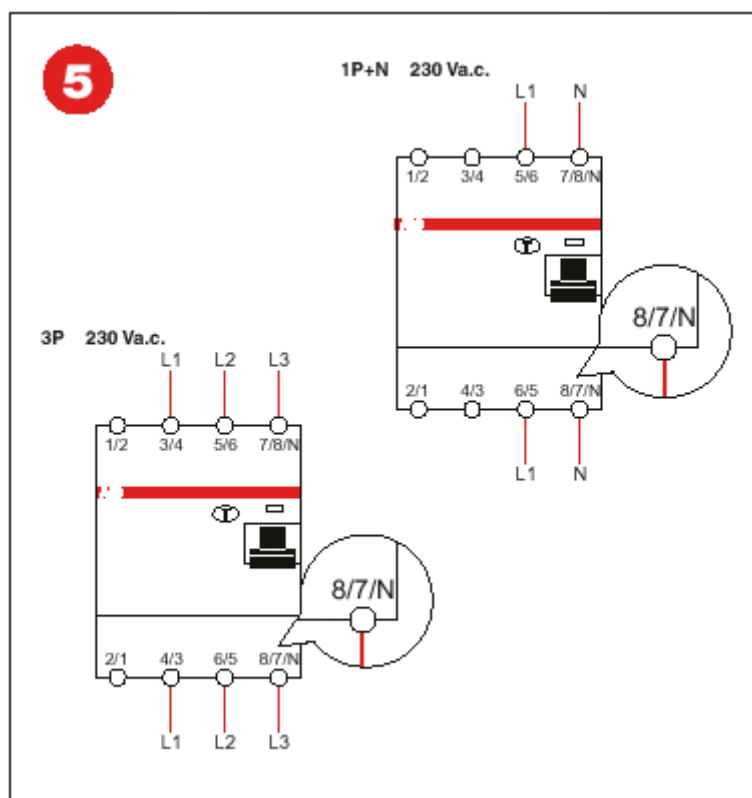 5
1P+N 230 Va.c.
L1 N
1/2 3/4 5/6 7/8/N
T
8/7/N
2/1 4/3 6/5 8/7/N
L1 N
3P 230 Va.c.
L1 L2 L3
1/2 3/4 5/6 7/8/N
T
8/7/N
2/1 4/3 6/5 8/7/N
L1 L2 L3